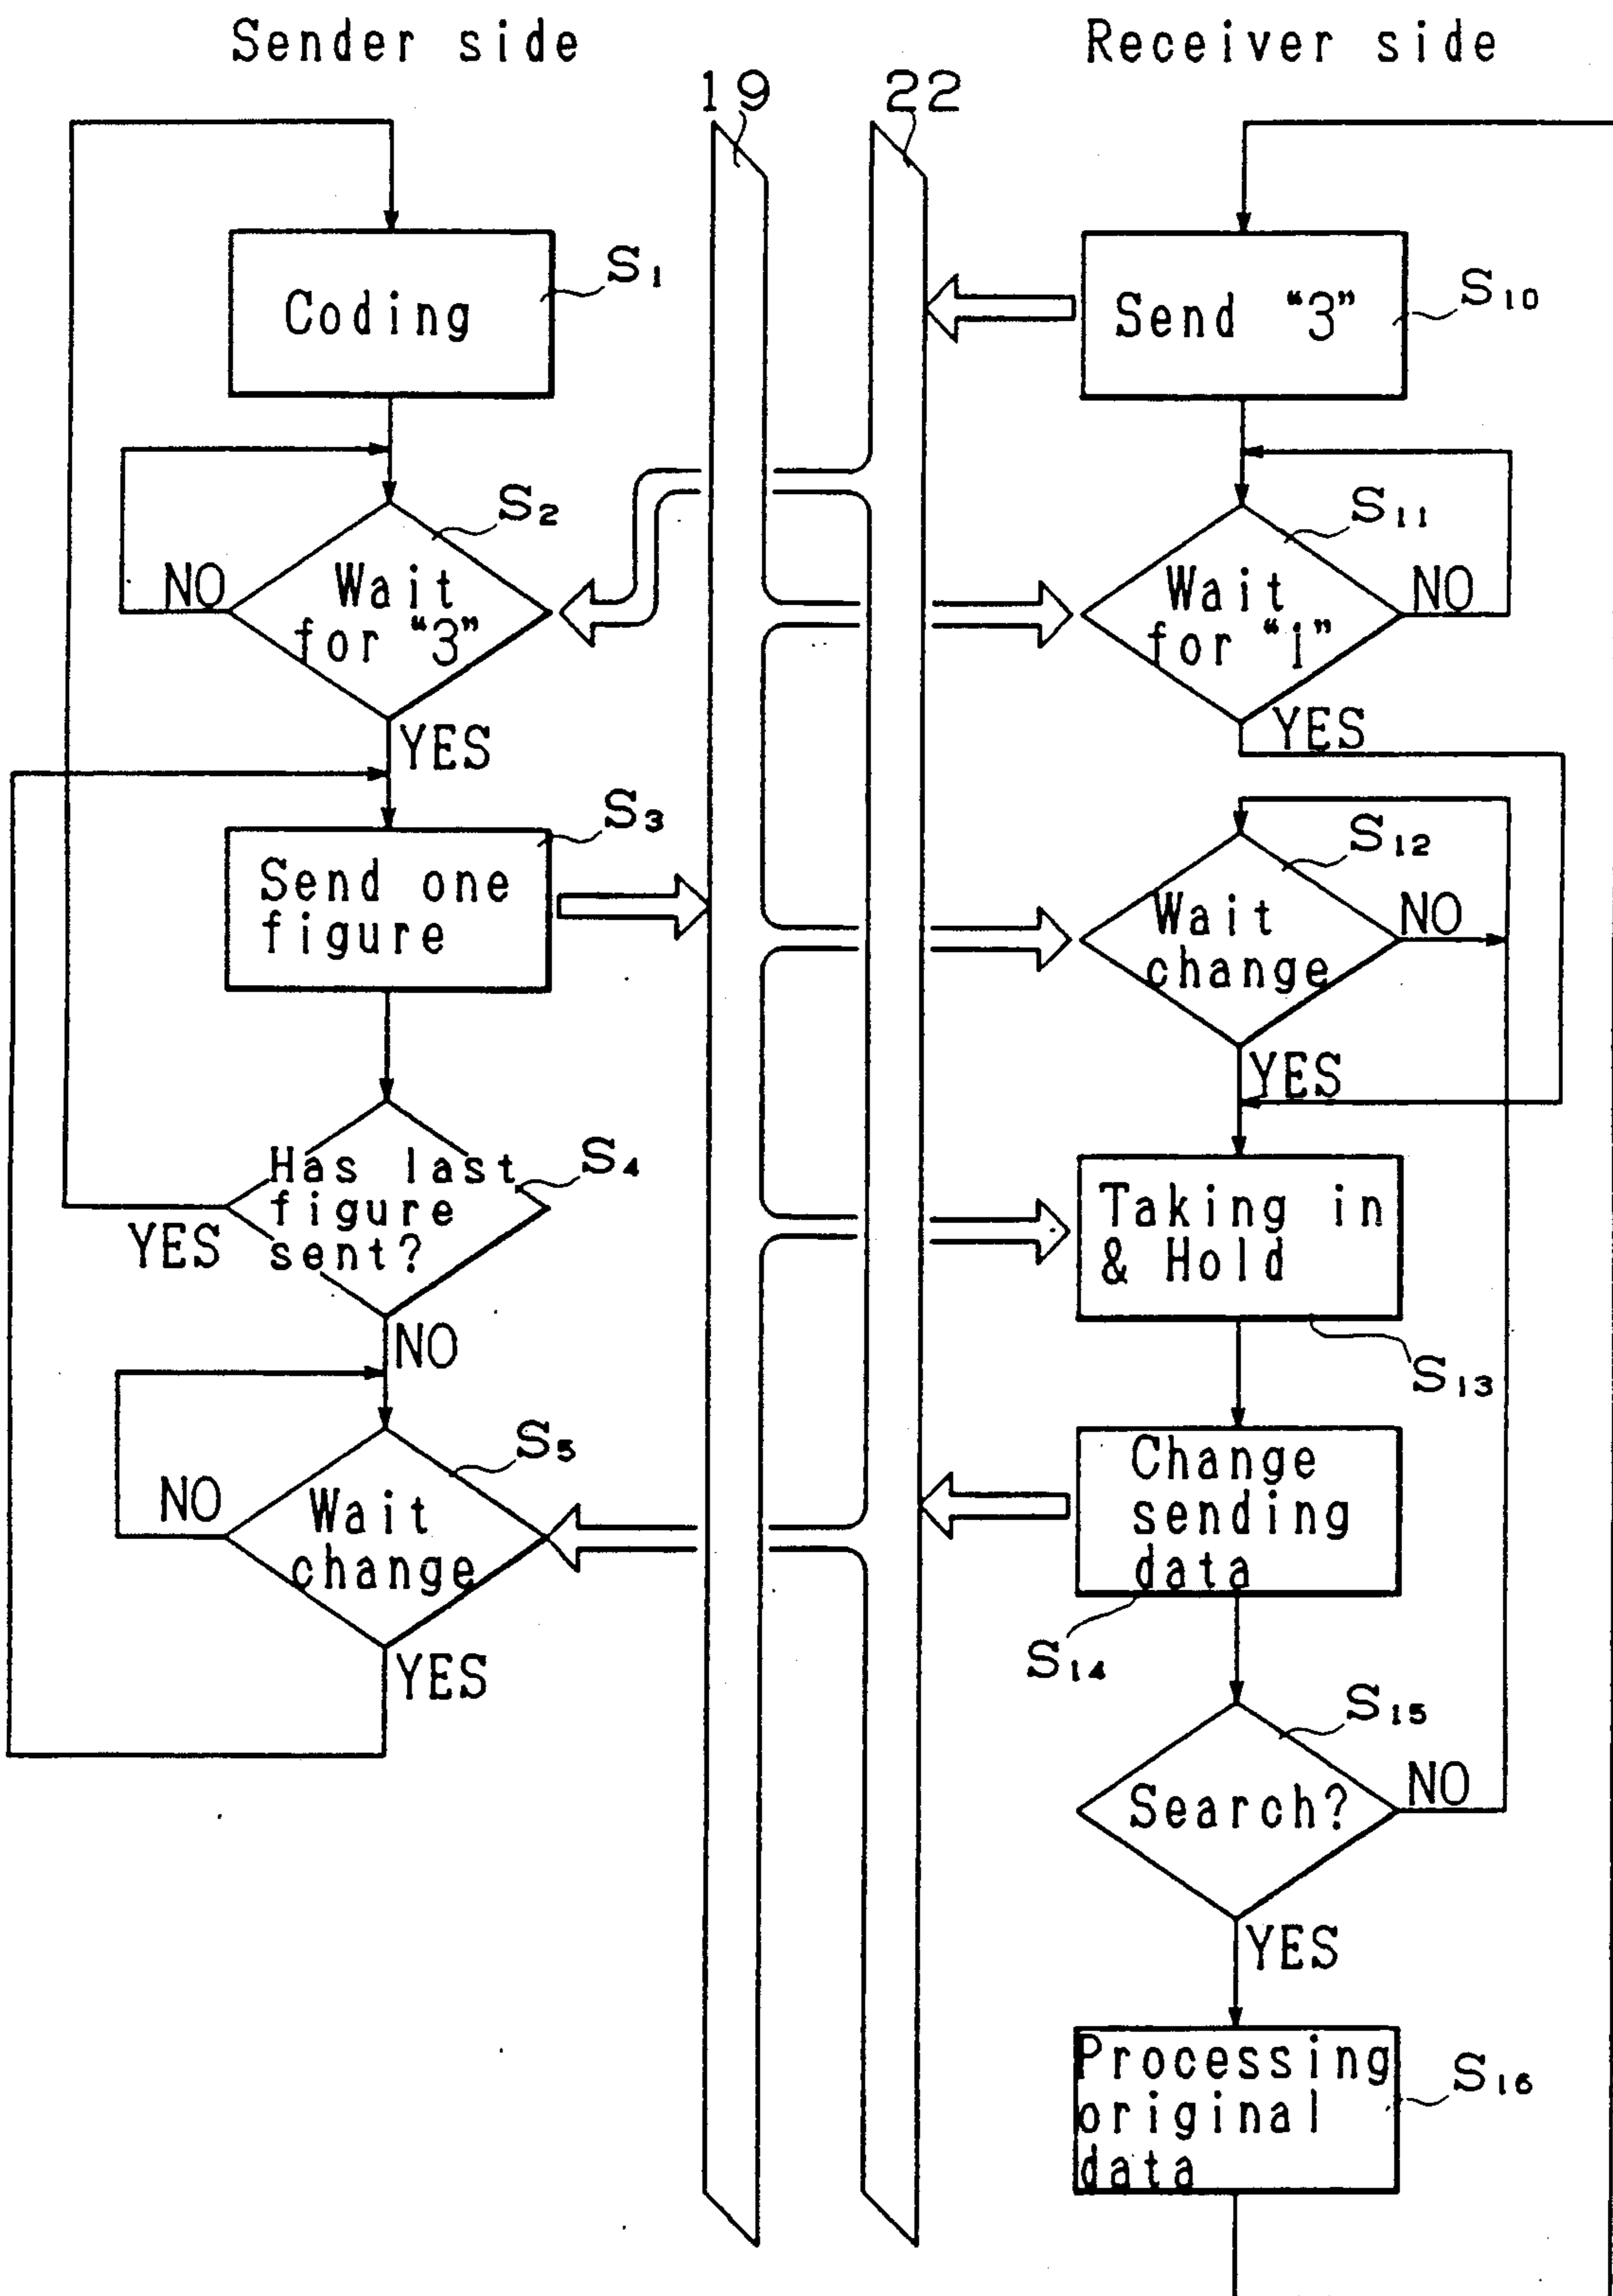 Sender side
Receiver side
19
22
Coding
S1
Wait
for “3”
S2
NO
YES
Send one
figure
S3
Has last
figure
sent?
S4
YES
NO
Wait
change
S5
NO
YES
Send “3”
S10
Wait
for “1”
S11
NO
YES
Wait
change
S12
NO
YES
Taking in
& Hold
S13
Change
sending
data
S14
Search?
S15
NO
YES
Processing
original
data
S16